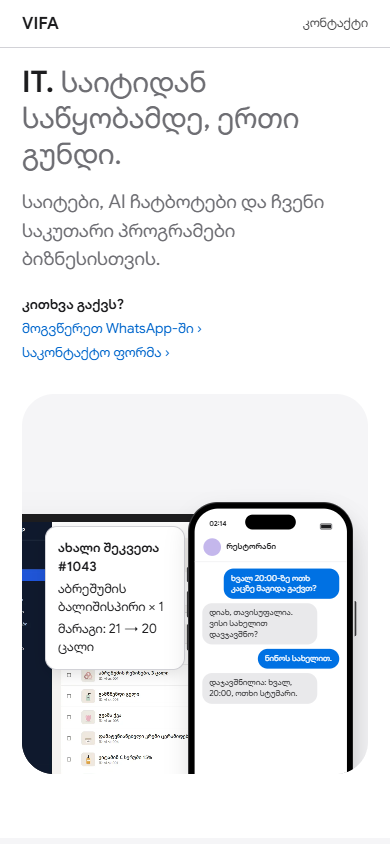 VIFA
კონტაქტი
IT. საიტიდან
საწყობამდე, ერთი
გუნდი.
საიტები, AI ჩატბოტები და ჩვენი
საკუთარი პროგრამები
ბიზნესისთვის.
კითხვა გაქვს?
მოგვწერეთ WhatsApp-ში ›
საკონტაქტო ფორმა ›
ახალი შეკვეთა
#1043
აბრეშუმის
ბალიშისპირი × 1
მარაგი: 21 → 20
ცალი
02:14
რესტორანი
ხვალ 20:00-ზე ოთხ
კაცზე მაგიდა გაქვთ?
დიახ, თავისუფალია.
ვისი სახელით
დავჯავშნო?
ნინოს სახელით.
დაჯავშნილია: ხვალ,
20:00, ოთხი სტუმარი.